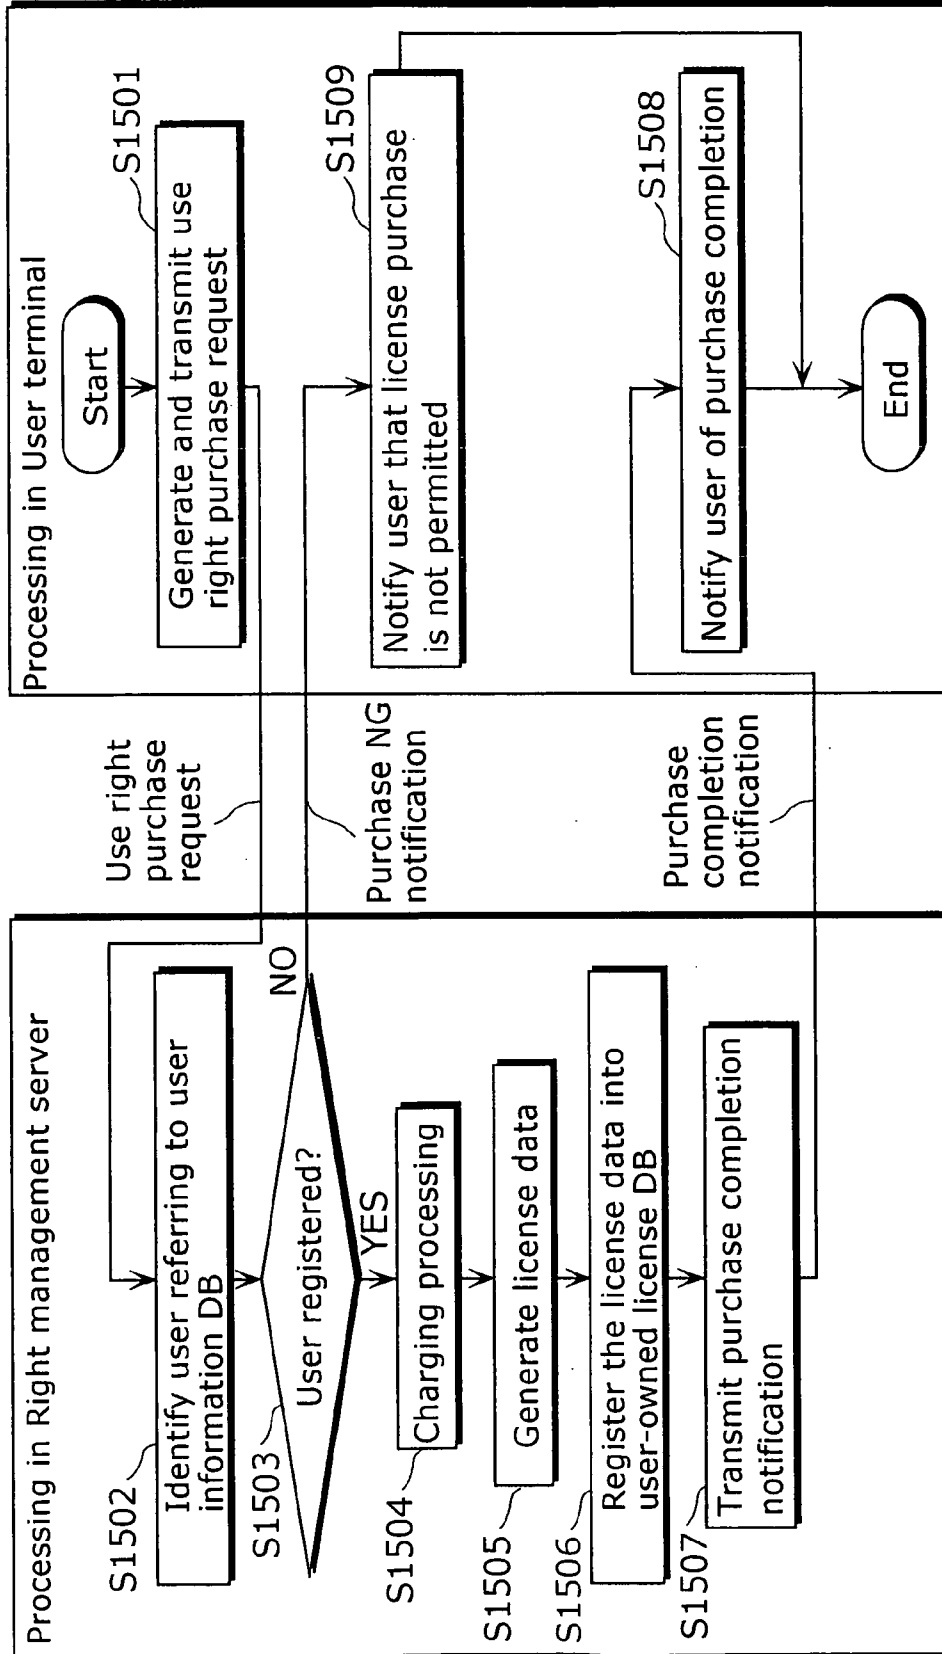 Processing in Right management server
S1502
Identify user referring to user
information DB
S1503
User registered?
NO
YES
S1504
Charging processing
S1505
Generate license data
S1506
Register the license data into
user-owned license DB
S1507
Transmit purchase completion
notification
Use right
purchase
request
Purchase NG
notification
Purchase
completion
notification
Processing in User terminal
Start
S1501
Generate and transmit use
right purchase request
S1509
Notify user that license purchase
is not permitted
S1508
Notify user of purchase completion
End